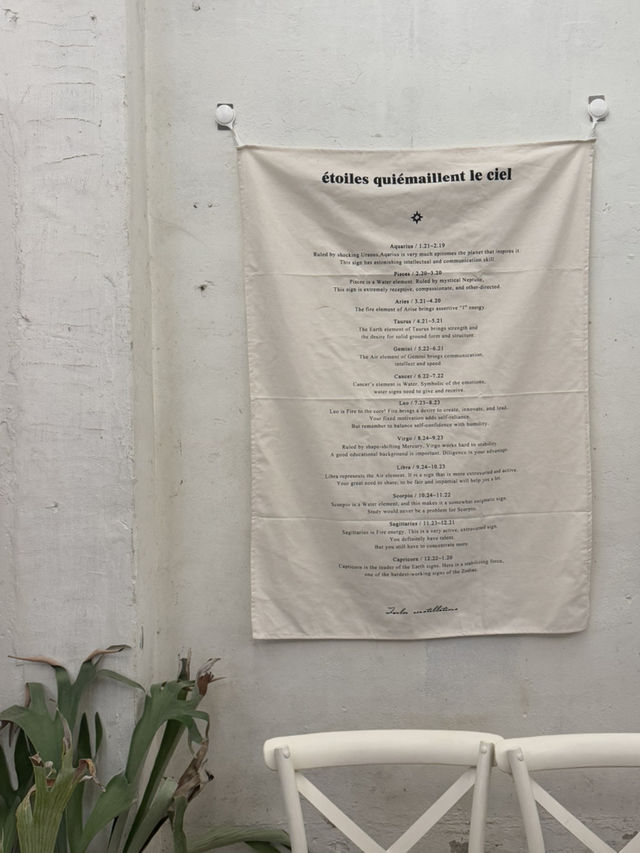 étoiles quiémaillent le ciel
Aquarius / 1.21–2.19
Ruled by shocking Uranus,Aqarius is very much epitomes the planet that inspires it.
This sign has astonishing intellectual and communication skill.
Pisces / 2.20–3.20
Pisces is a Water element. Ruled by mystical Neptune,
This sign is extremely receptive, compassionate, and other-directed.
Aries / 3.21–4.20
The fire element of Arise brings assertive "I" energy.
Taurus / 4.21–5.21
The Earth element of Taurus brings strength and
the desire for solid ground form and structure.
Gemini / 5.22–6.21
The Air element of Gemini brings communication,
intellect and speed.
Cancer / 6.22–7.22
Cancer's element is Water. Symbolic of the emotions,
water signs need to give and receive.
Leo / 7.23–8.23
Leo is Fire to the core! Fire brings a desire to create, innovate, and lead.
Your fixed motivation adds self-reliance.
But remember to balance self-confidence with humility.
Virgo / 8.24–9.23
Ruled by shape-shifting Mercury, Virgo works hard to stability.
A good educational background is important. Diligence is your advantage.
Libra / 9.24–10.23
Libra represents the Air element. It is a sign that is more extraverted and active.
Your great need to share, to be fair and impartial will help you a lot.
Scorpio / 10.24–11.22
Scorpio is a Water element, and this makes it a somewhat enigmatic sign.
Study would never be a problem for Scorpio.
Sagittarius / 11.23–12.21
Sagittarius is Fire energy. This is a very active, extraverted sign.
You definitely have talent.
But you still have to concentrate more.
Capricorn / 12.22–1.20
Capricorn is the leader of the Earth signs. Hera is a stabilizing force,
one of the hardest-working signs of the Zodiac.